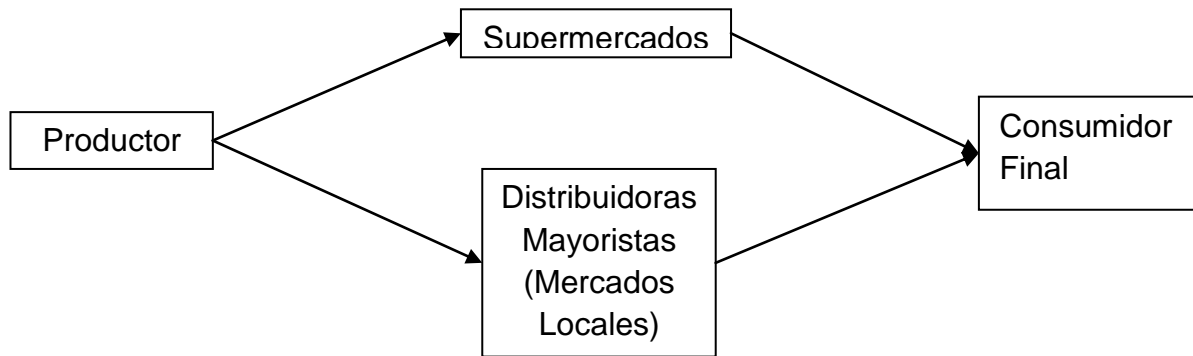 Supermercados
Productor
Consumidor
Final
Distribuidoras
Mayoristas
(Mercados
Locales)